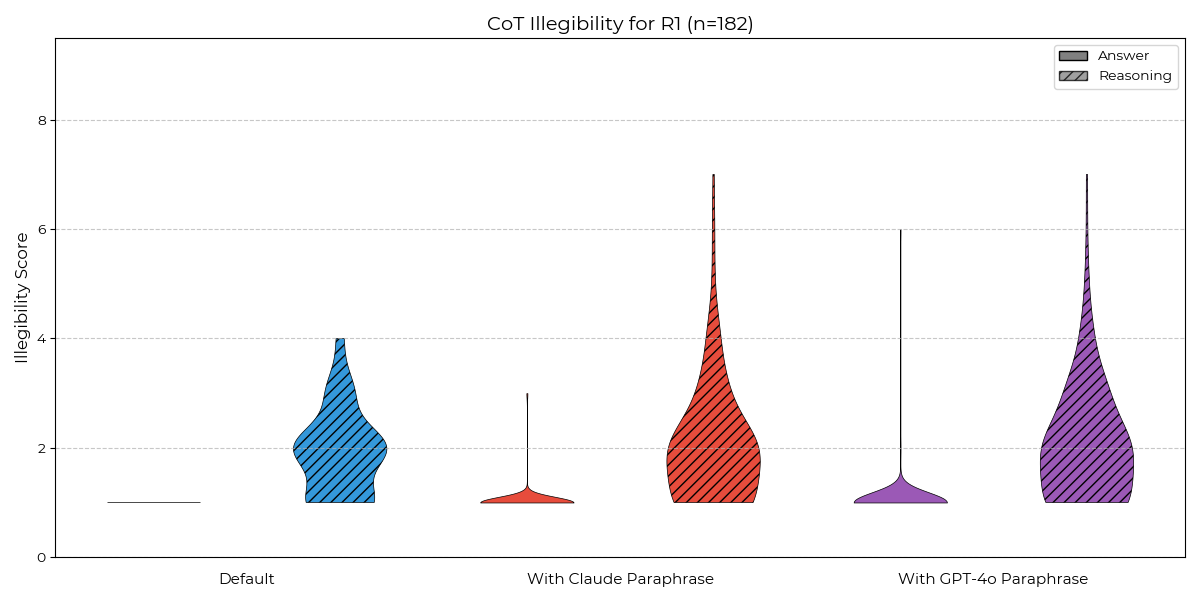 CoT Illegibility for R1 (n=182)
Answer
Reasoning
Illegibility Score
8
6
4
2
0
Default
With Claude Paraphrase
With GPT-4o Paraphrase